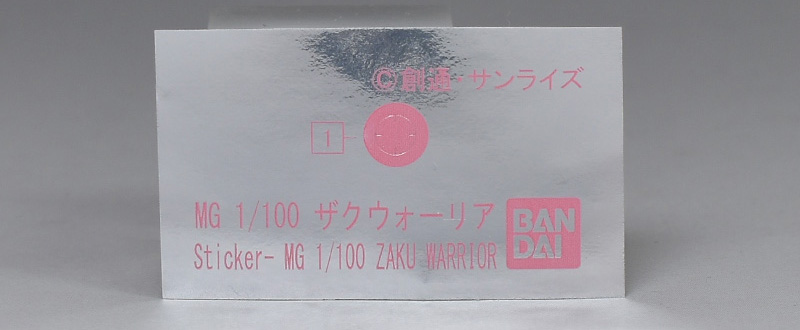 ©創通・サンライズ
1
MG 1/100 ザクウォーリア
Sticker- MG 1/100 ZAKU WARRIOR
BAN
DAI